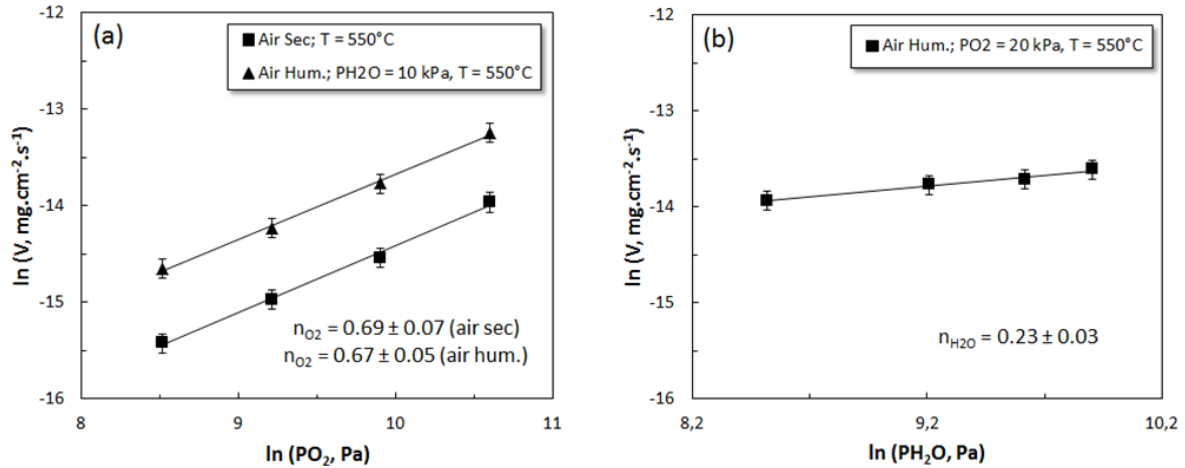 (a)
Air Sec; T = 550°C
Air Hum.; PH2O = 10 kPa, T = 550°C
-12
-13
-14
-15
-16
ln (V, mg.cm⁻².s⁻¹)
n_O2 = 0.69 ± 0.07 (air sec)
n_O2 = 0.67 ± 0.05 (air hum.)
8
9
10
11
ln (PO₂, Pa)
(b)
Air Hum.; PO2 = 20 kPa, T = 550°C
-12
-13
-14
-15
-16
ln (V, mg.cm⁻².s⁻¹)
n_H2O = 0.23 ± 0.03
8,2
9,2
10,2
ln (PH₂O, Pa)